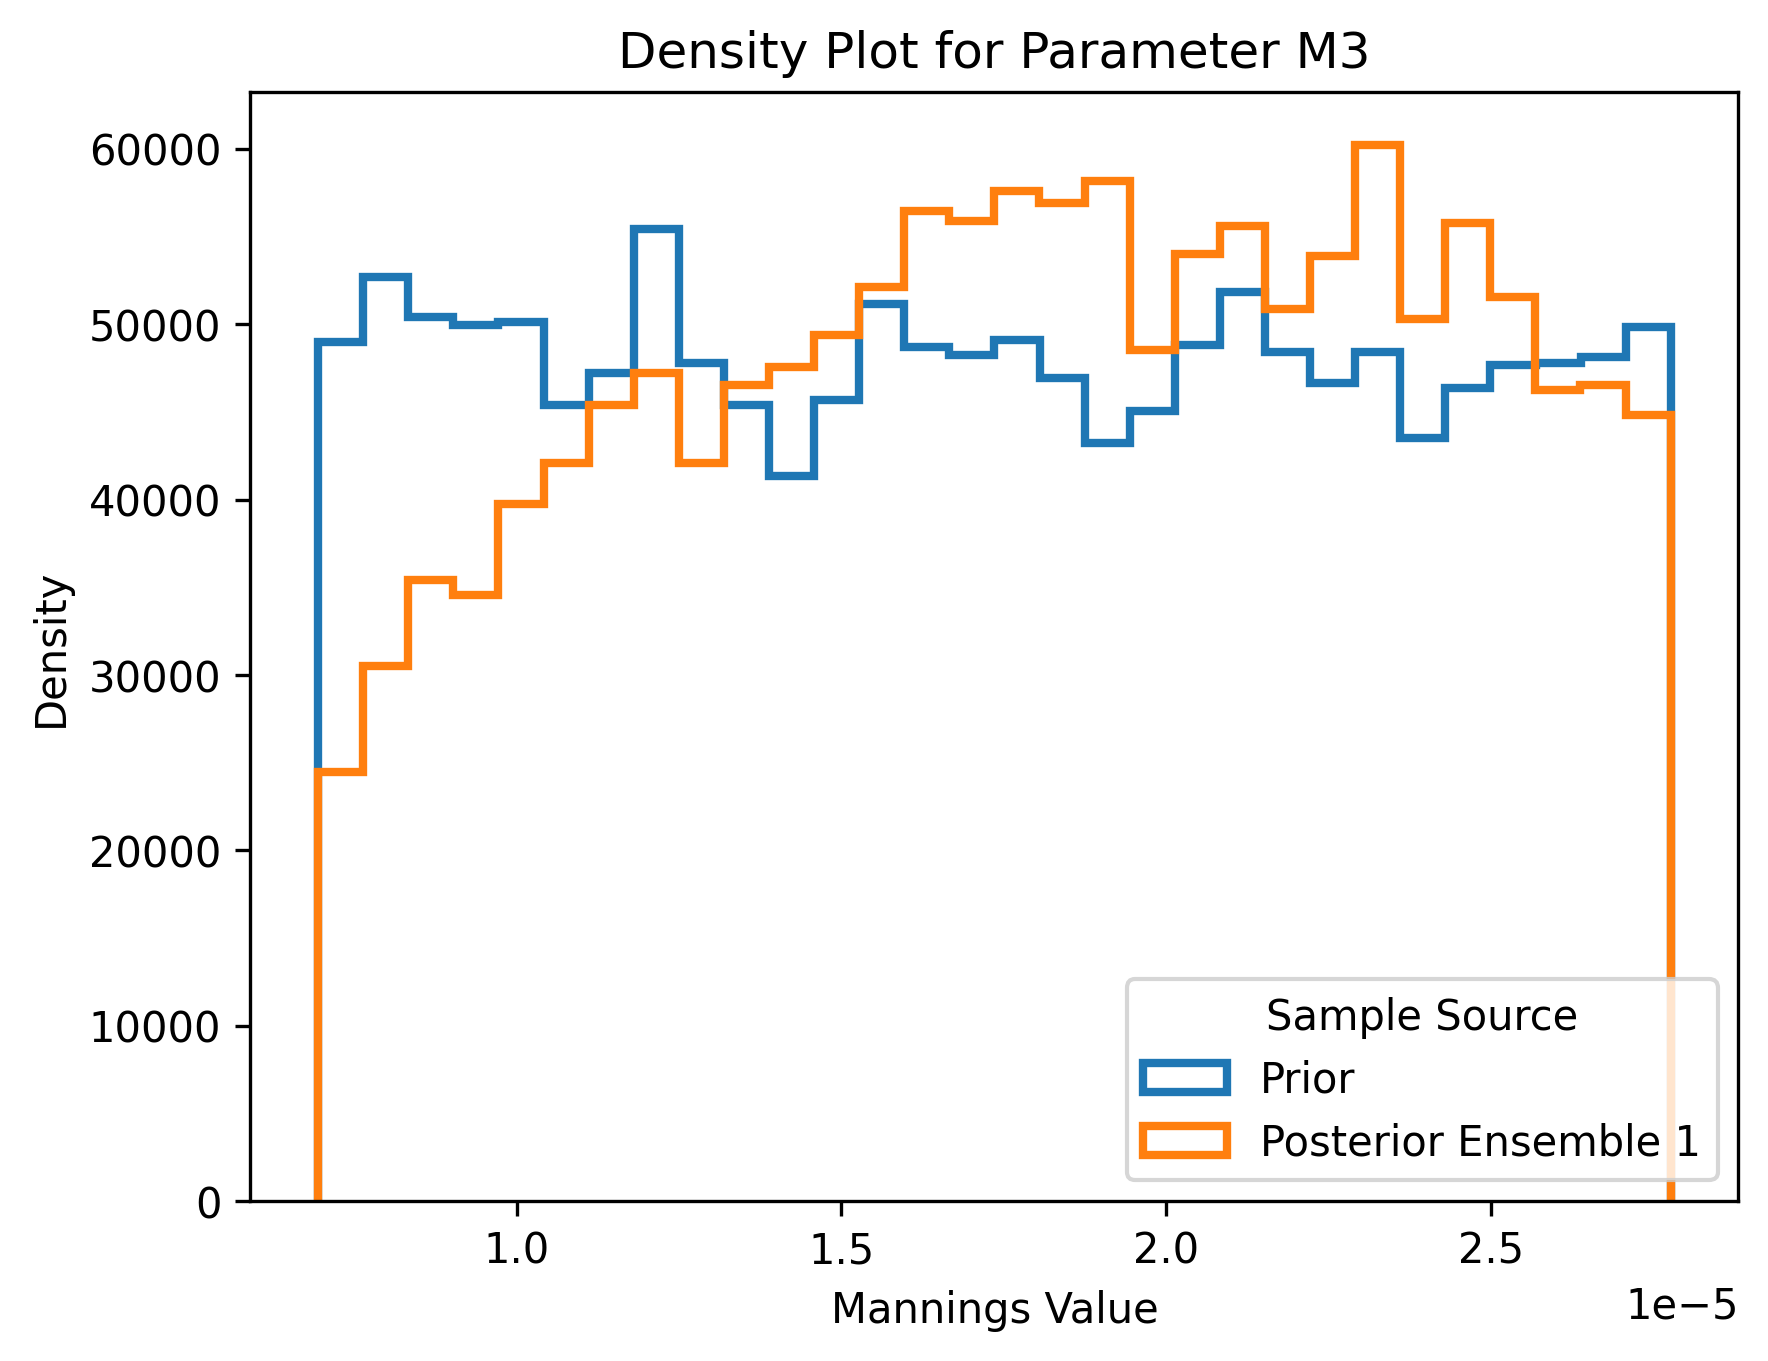 Density Plot for Parameter M3
60000
50000
40000
30000
20000
10000
0
Density
Sample Source
Prior
Posterior Ensemble 1
1.0 1.5 2.0 2.5
1e−5
Mannings Value